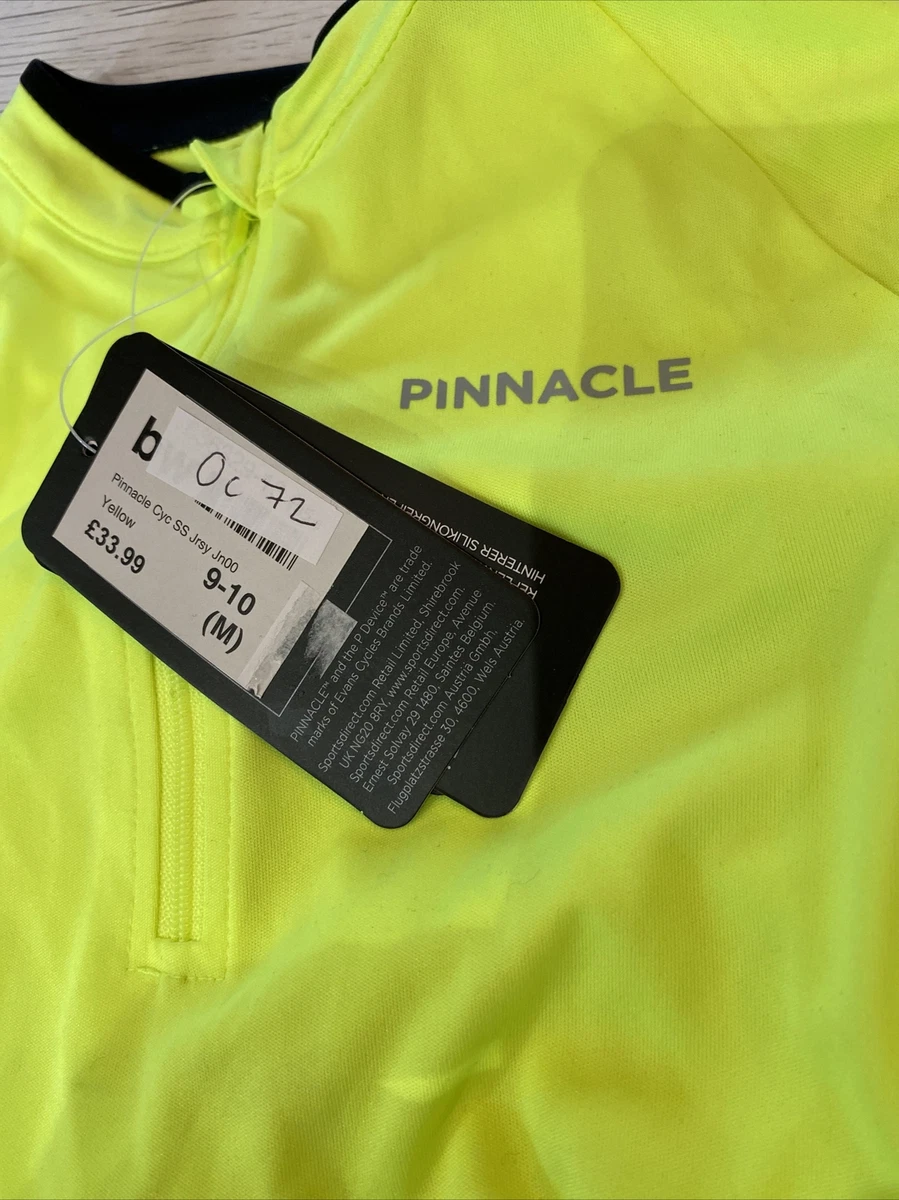 PINNACLE
b
Oc 72
Pinnacle Cyc SS Jrsy Jn00
Yellow
£33.99
9-10
(M)
PINNACLE™ and the P Device™ are trade
marks of Evans Cycles Brands Limited.
Sportsdirect.com Retail Limited, Shirebrook
UK NG20 8RY, www.sportsdirect.com.
Sportsdirect.com Retail Europe, Avenue
Ernest Solvay 29 1480, Saintes Belgium.
Sportsdirect.com Austria Gmbh,
Flugplatzstrasse 30, 4600, Wels Austria.
HINTERER